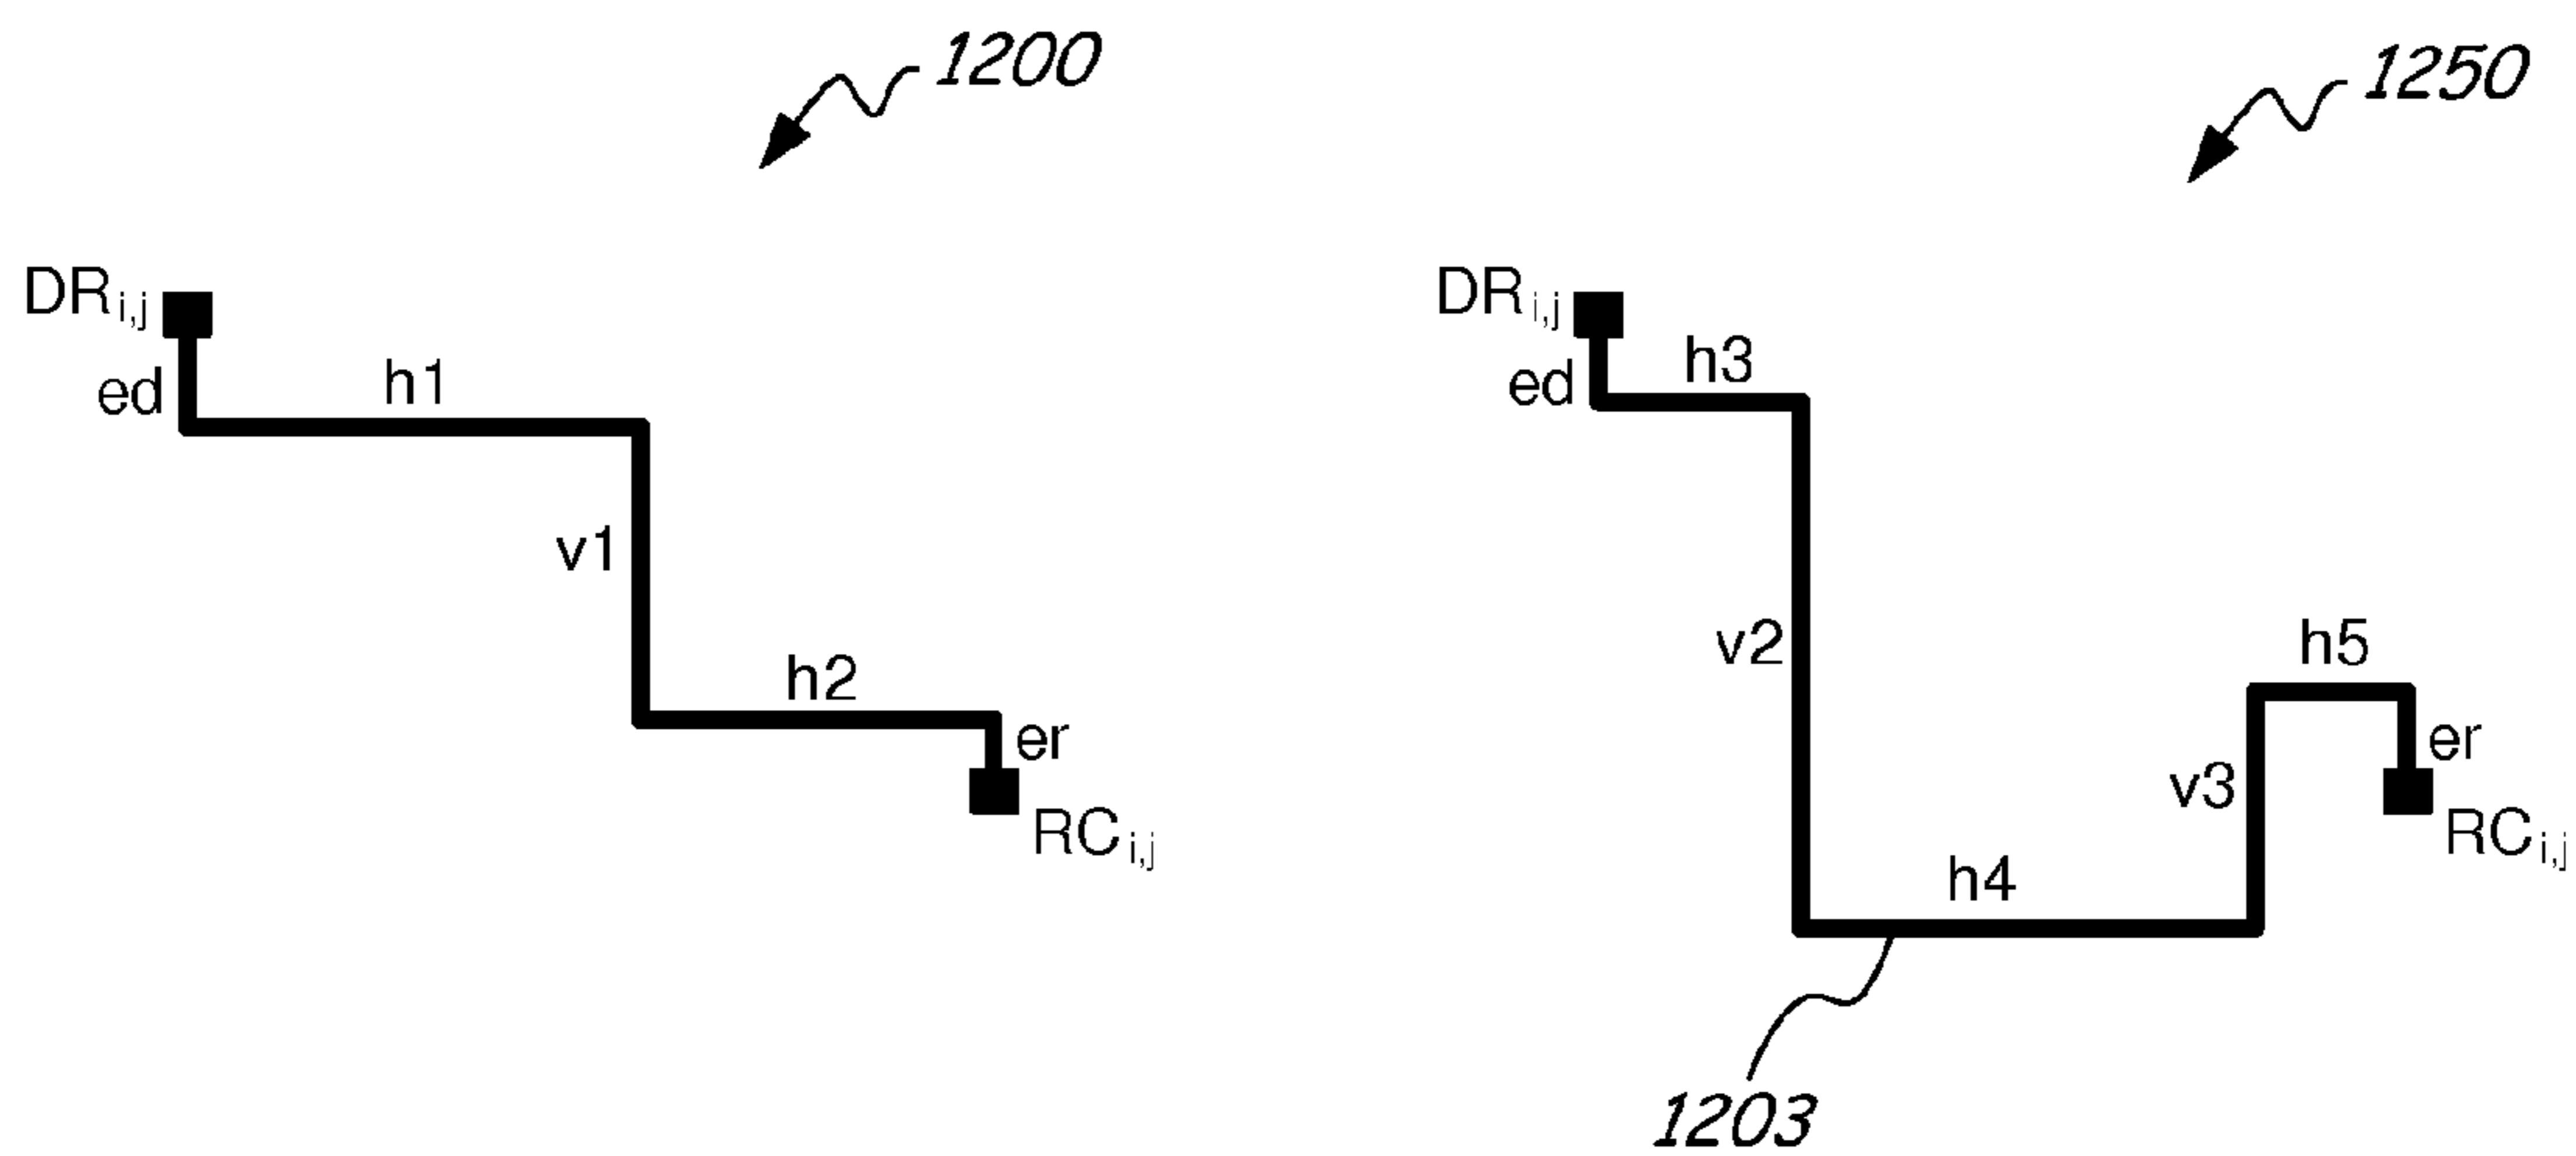 1200
DRi,j
ed
h1
v1
h2
er
RCi,j
1250
DRi,j
ed
h3
v2
h4
v3
h5
er
RCi,j
1203